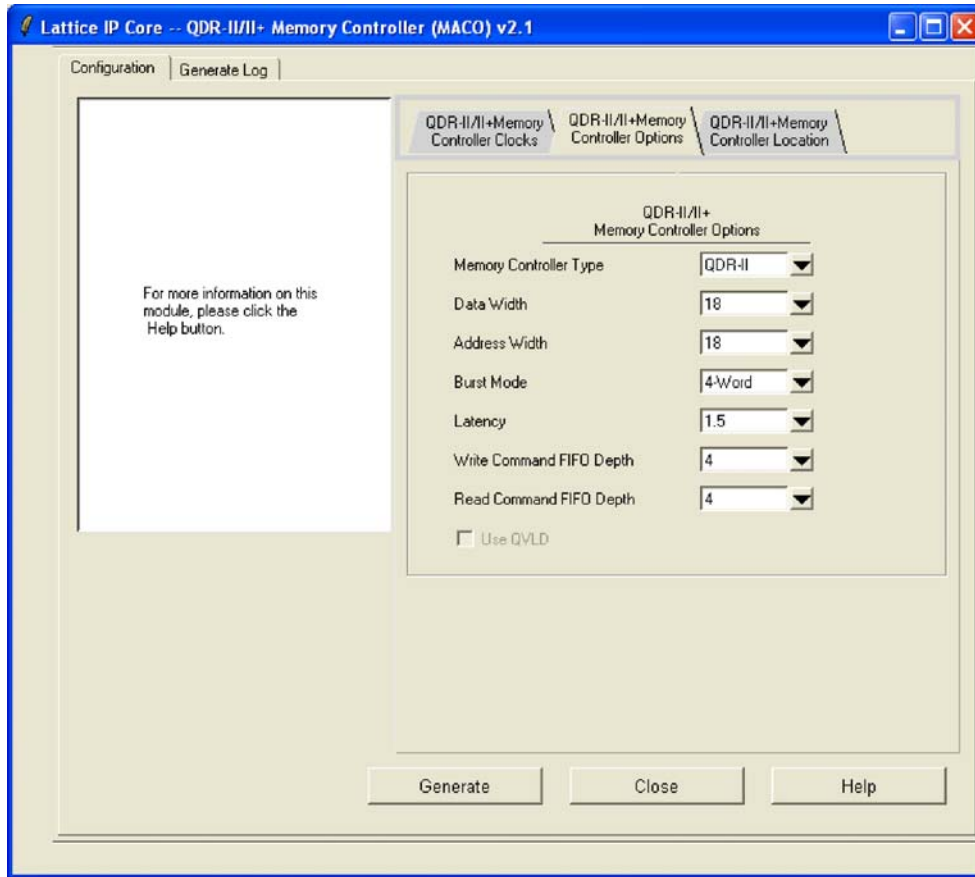 Lattice IP Core -- QDR-II/II+ Memory Controller (MACO) v2.1
Configuration
Generate Log
For more information on this
module, please click the
Help button.
QDR-II/II+Memory
Controller Clocks
QDR-II/II+Memory
Controller Options
QDR-II/II+Memory
Controller Location
QDR-II/II+
Memory Controller Options
Memory Controller Type QDR-II
Data Width 18
Address Width 18
Burst Mode 4-Word
Latency 1.5
Write Command FIFO Depth 4
Read Command FIFO Depth 4
Use QVLD
Generate Close Help